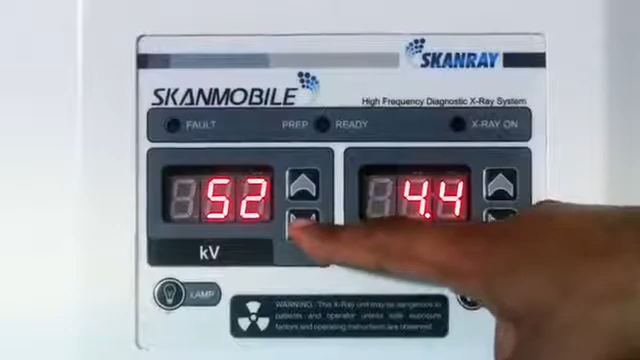 SKANRAY
SKANMOBILE
High Frequency Diagnostic X-Ray System
FAULT PREP READY X-RAY ON
52 4.4
kV
LAMP
WARNING: This X-Ray unit may be dangerous to
patients and operator unless safe exposure
factors and operating instructions are observed.